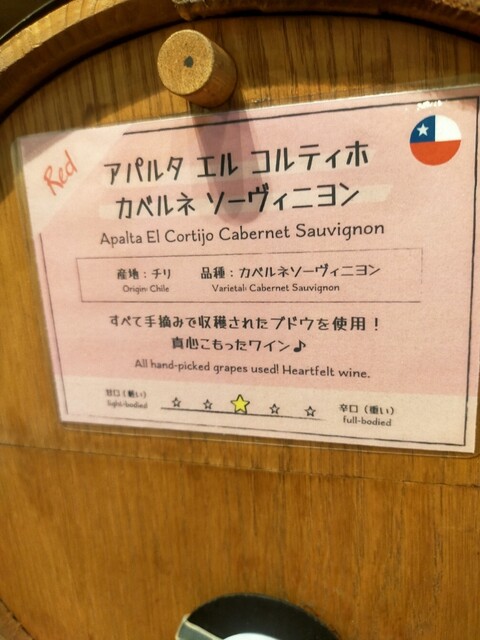 Red
アパルタ エル コルティホ
カベルネ ソーヴィニヨン
Apalta El Cortijo Cabernet Sauvignon
産地：チリ　品種：カベルネソーヴィニヨン
Origin: Chile　Varietal: Cabernet Sauvignon
すべて手摘みで収穫されたブドウを使用！
真心こもったワイン♪
All hand-picked grapes used! Heartfelt wine.
甘口（軽い） ☆ ☆ ★ ☆ ☆ 辛口（重い）
light-bodied　full-bodied